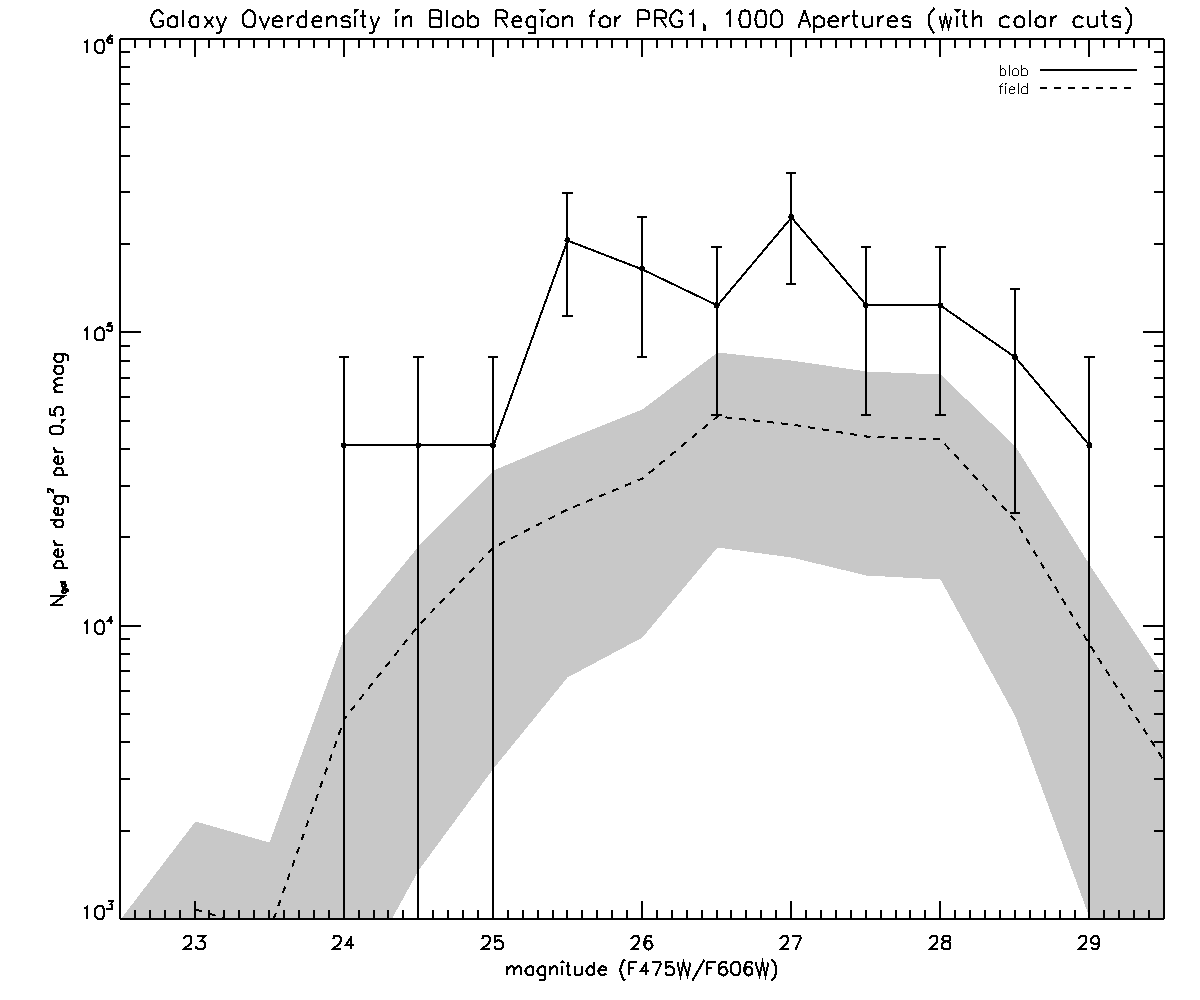 Galaxy Overdensity in Blob Region for PRG1, 1000 Apertures (with color cuts)
blob
field
10⁶
10⁵
10⁴
10³
N_gal per deg² per 0.5 mag
23 24 25 26 27 28 29
magnitude (F475W/F606W)